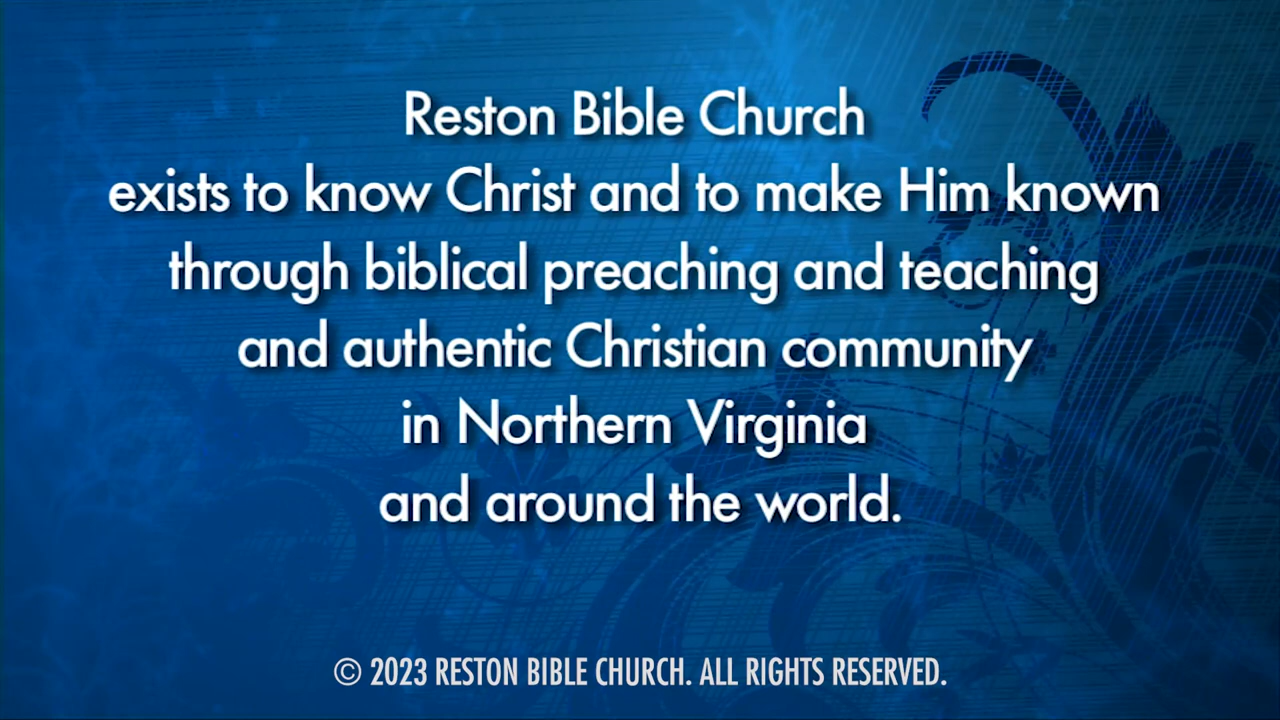 Reston Bible Church
exists to know Christ and to make Him known
through biblical preaching and teaching
and authentic Christian community
in Northern Virginia
and around the world.
© 2023 RESTON BIBLE CHURCH. ALL RIGHTS RESERVED.